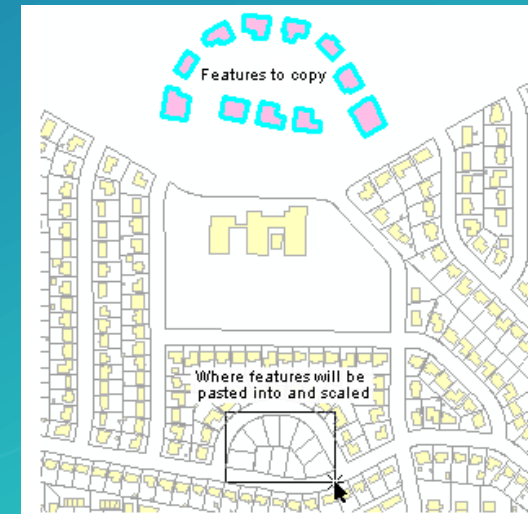 Features to copy
Where features will be
pasted into and scaled